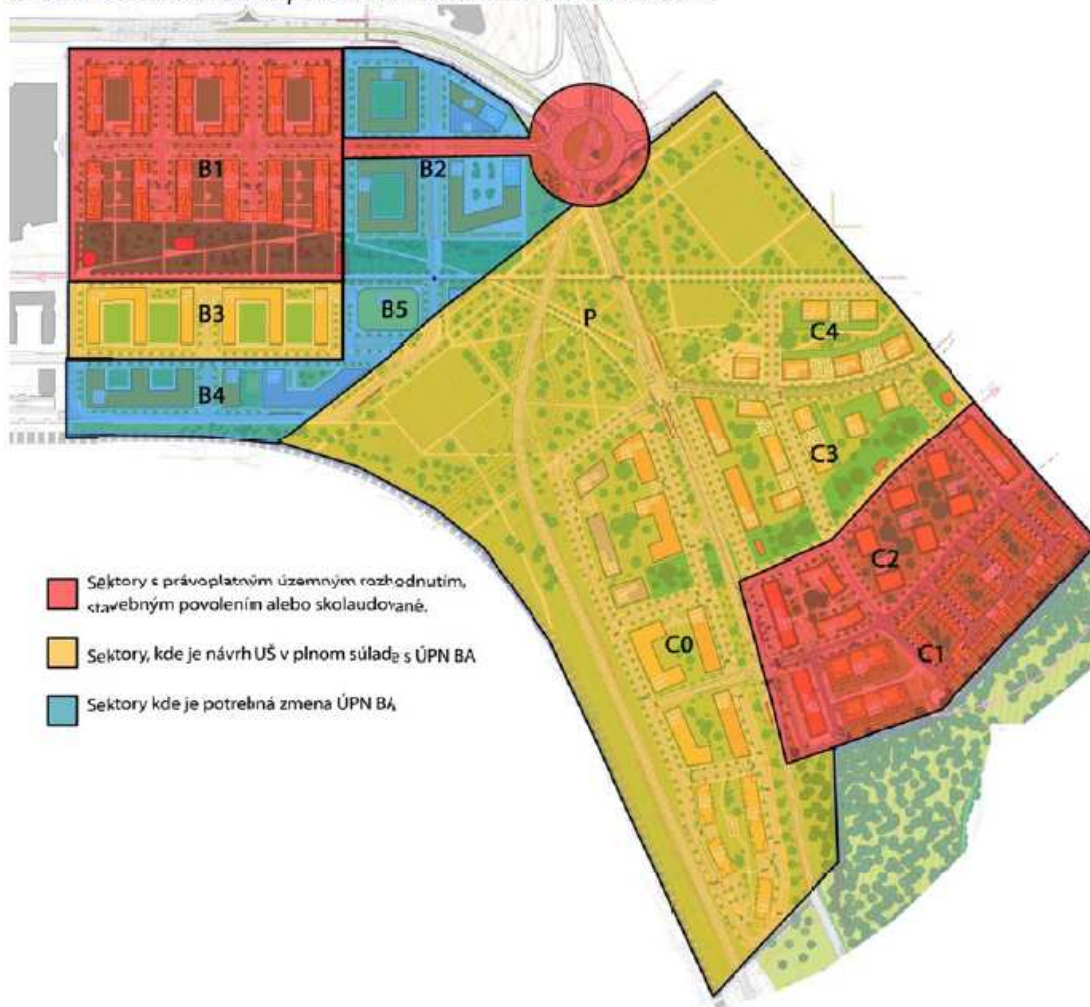 B1
B2
B3
B5
B4
P
C4
C3
C2
C0
C1
Sektory s právoplatným územným rozhodnutím,
stavebným povolením alebo skolaudované.
Sektory, kde je návrh UŠ v plnom súlade s ÚPN BA
Sektory kde je potrebná zmena ÚPN BA